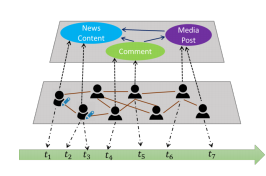 News
Content
Media
Post
Comment
t₁ t₂ t₃ t₄ t₅ t₆ t₇